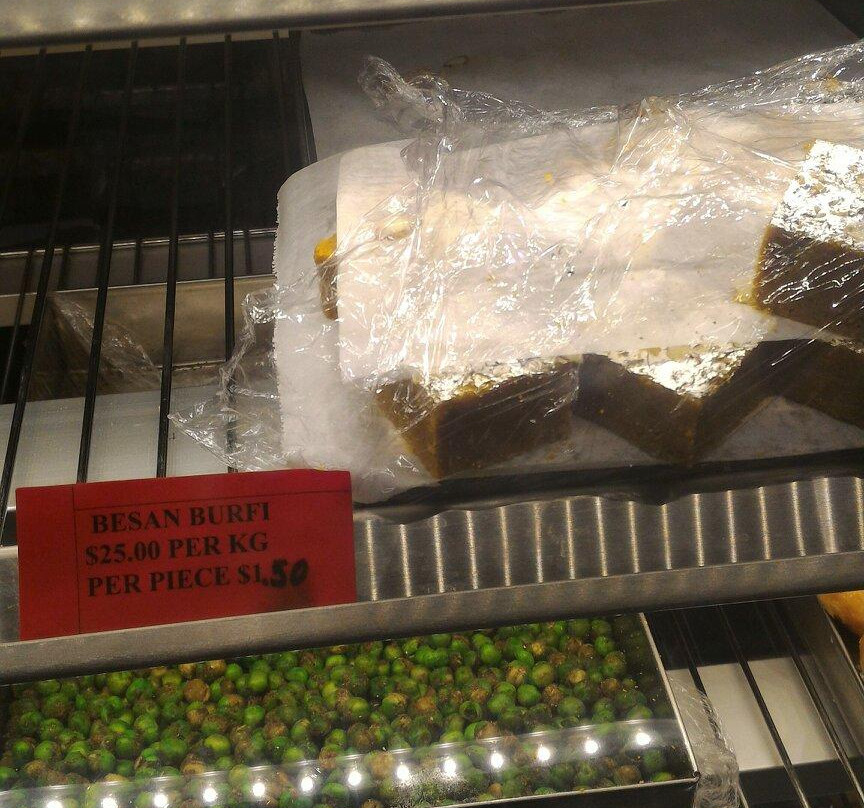 BESAN BURFI
$25.00 PER KG
PER PIECE $1.50